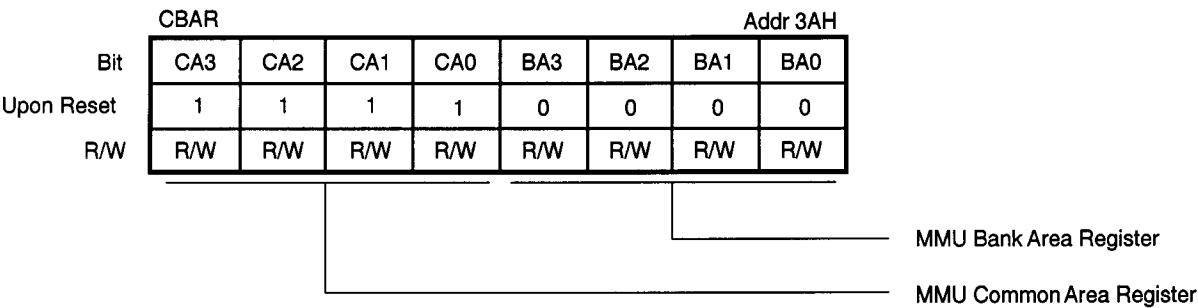 CBAR Addr 3AH
Bit CA3 CA2 CA1 CA0 BA3 BA2 BA1 BA0
Upon Reset 1 1 1 1 0 0 0 0
R/W R/W R/W R/W R/W R/W R/W R/W R/W
MMU Bank Area Register
MMU Common Area Register